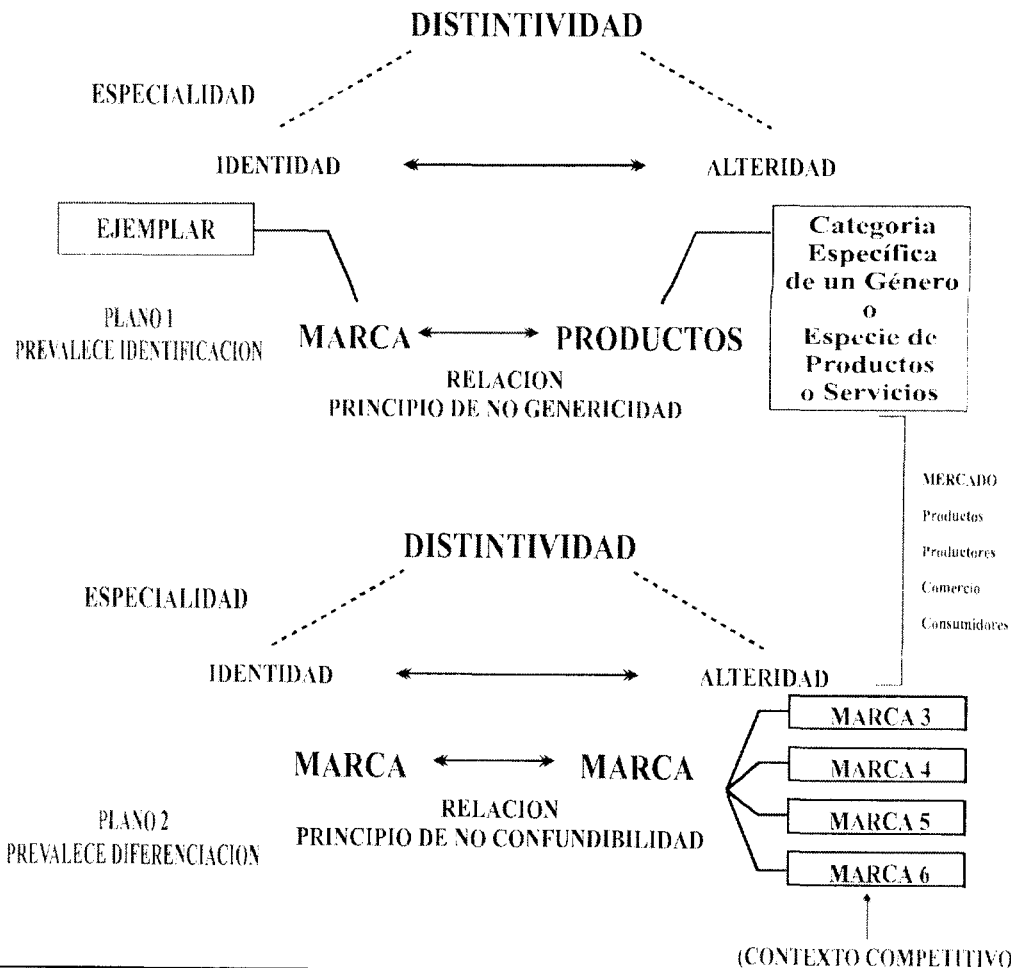 DISTINTIVIDAD
ESPECIALIDAD
IDENTIDAD
ALTERIDAD
EJEMPLAR
Categoria
Específica
de un Género
o
Especie de
Productos
o Servicios
PLANO 1
PREVALECE IDENTIFICACION
MARCA
PRODUCTOS
RELACION
PRINCIPIO DE NO GENERICIDAD
MERCADO
Productos
Productores
Comercio
Consumidores
DISTINTIVIDAD
ESPECIALIDAD
IDENTIDAD
ALTERIDAD
MARCA
MARCA
MARCA 3
MARCA 4
MARCA 5
MARCA 6
RELACION
PRINCIPIO DE NO CONFUNDIBILIDAD
PLANO 2
PREVALECE DIFERENCIACION
(CONTEXTO COMPETITIVO